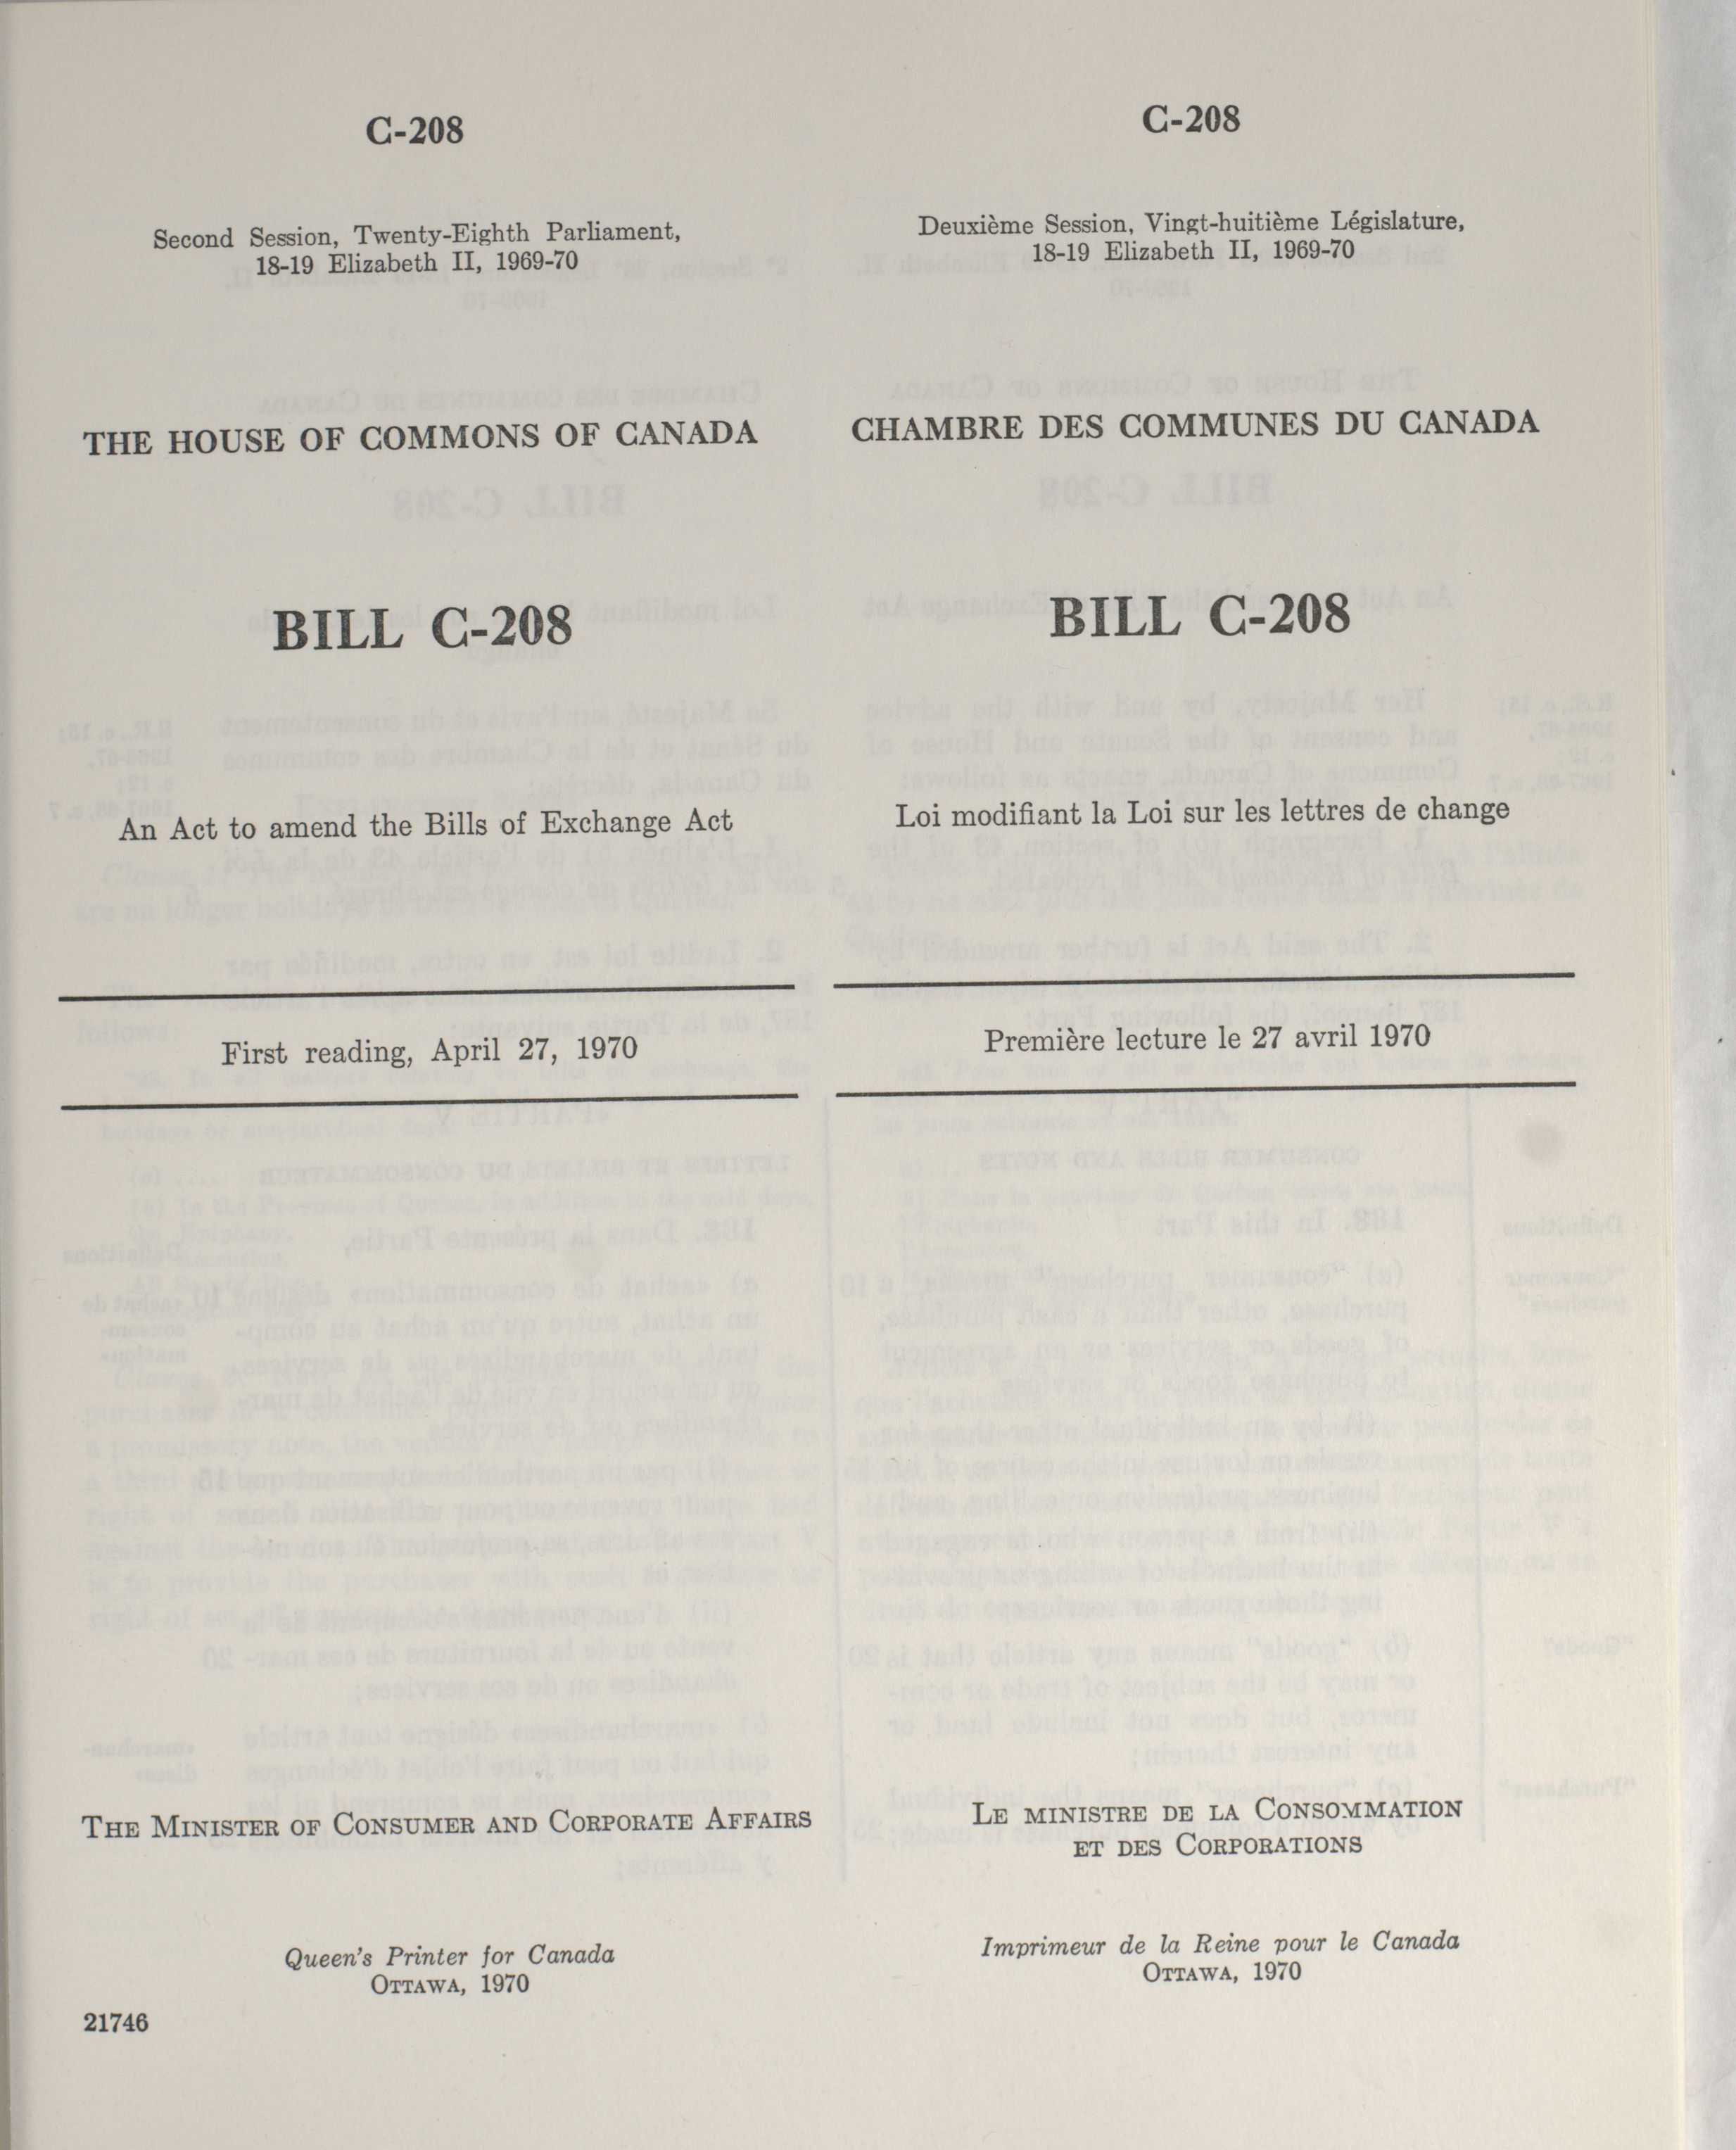 C-208
Second Session, Twenty-Eighth Parliament,
18-19 Elizabeth II, 1969-70
THE HOUSE OF COMMONS OF CANADA
BILL C-208
An Act to amend the Bills of Exchange Act
First reading, April 27, 1970
THE MINISTER OF CONSUMER AND CORPORATE AFFAIRS
Queen's Printer for Canada
OTTAWA, 1970
21746
C-208
Deuxième Session, Vingt-huitième Législature,
18-19 Elizabeth II, 1969-70
CHAMBRE DES COMMUNES DU CANADA
BILL C-208
Loi modifiant la Loi sur les lettres de change
Première lecture le 27 avril 1970
LE MINISTRE DE LA CONSOMMATION
ET DES CORPORATIONS
Imprimeur de la Reine pour le Canada
OTTAWA, 1970